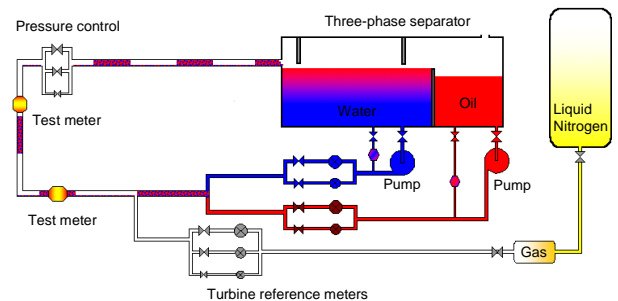 Three-phase separator
Pressure control
Water
Oil
Liquid
Nitrogen
Test meter
Pump
Pump
Test meter
Gas
Turbine reference meters